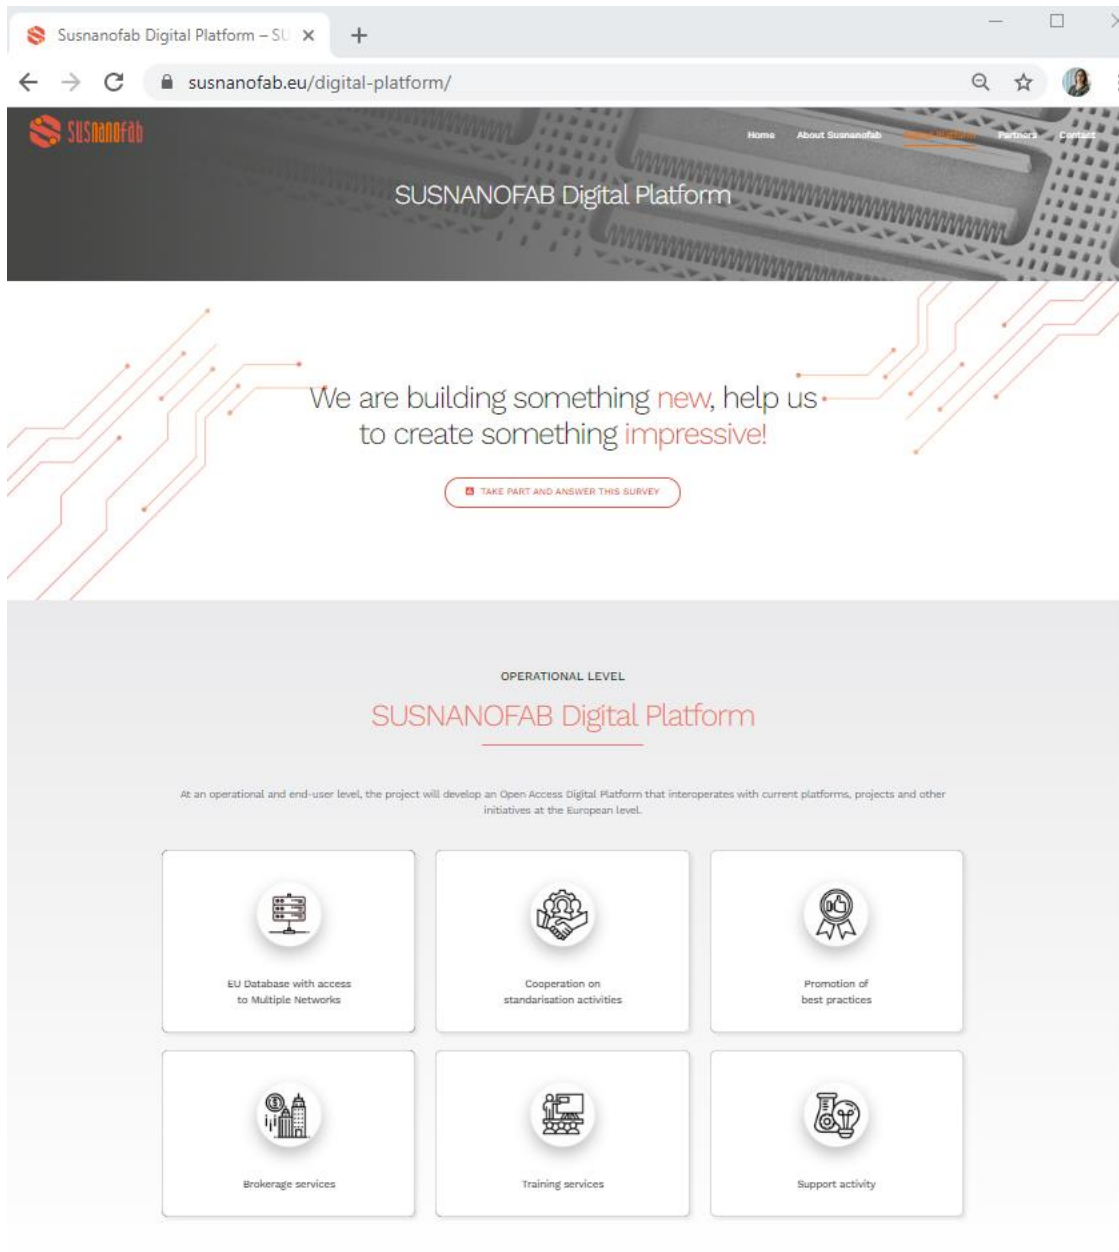 Susnanofab Digital Platform – SU
susnanofab.eu/digital-platform/
susnanofab
Home About Susnanofab Digital Platform Partners Contact
SUSNANOFAB Digital Platform
We are building something new, help us
to create something impressive!
TAKE PART AND ANSWER THIS SURVEY
OPERATIONAL LEVEL
SUSNANOFAB Digital Platform
At an operational and end-user level, the project will develop an Open Access Digital Platform that interoperates with current platforms, projects and other
initiatives at the European level.
EU Database with access
to Multiple Networks
Cooperation on
standarisation activities
Promotion of
best practices
Brokerage services
Training services
Support activity